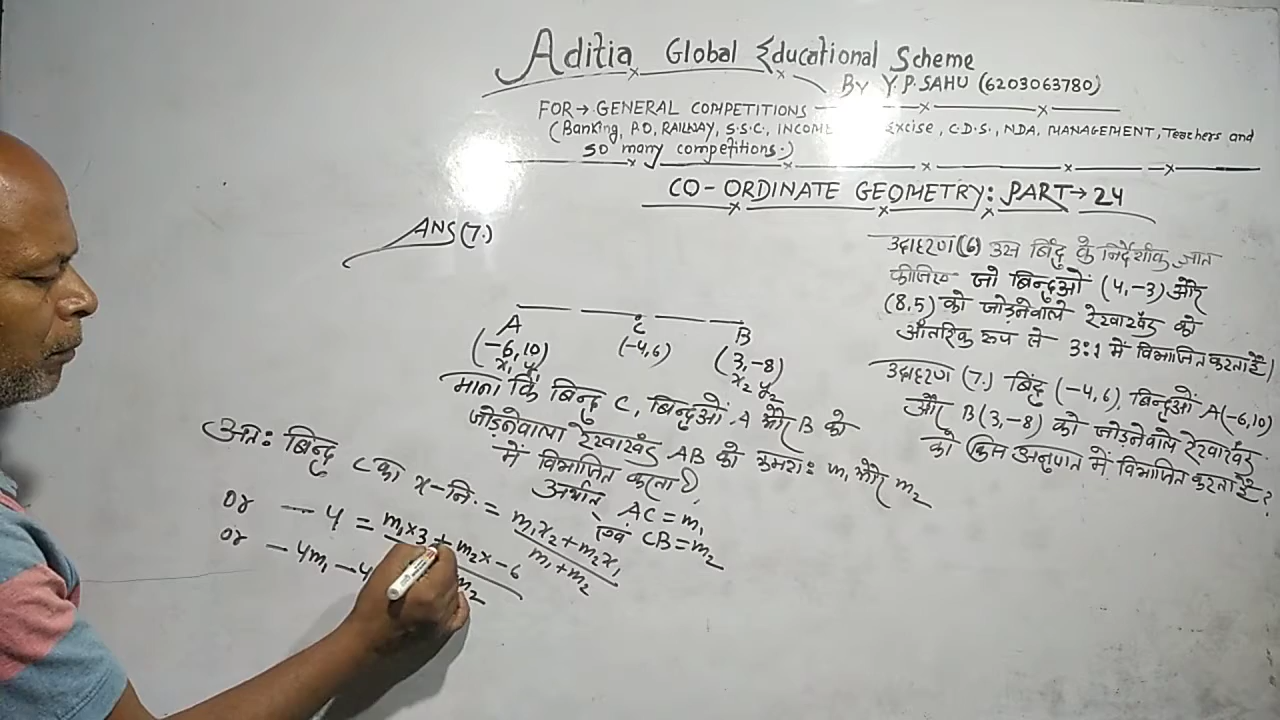 Aditia Global Educational Scheme
By Y.P.SAHU (6203063780)
FOR → GENERAL COMPETITIONS
(Banking, P.O, RAILWAY, S.S.C., INCOME Excise, C.D.S., NDA, MANAGEMENT, Teachers and
so many competitions.)
CO-ORDINATE GEOMETRY: PART → 24
ANS (7.)
उदाहरण (6) उस बिंदु के निर्देशांक ज्ञात
कीजिए जो बिन्दुओं (4,-3) और
(8,5) को जोड़नेवाले रेखाखंड को
आंतरिक रूप से 3:1 में विभाजित करता है।
उदाहरण (7.) बिंदु (-4,6), बिन्दुओं A(-6,10)
और B(3,-8) को जोड़नेवाले रेखाखंड
को किस अनुपात में विभाजित करता है?
A C B
(-6,10) (-4,6) (3,-8)
x₁ y₁ x₂ y₂
माना कि बिन्दु C, बिन्दुओं A और B को
जोड़नेवाला रेखाखंड AB को क्रमशः m₁ और m₂
में विभाजित करता है,
अर्थात् AC = m₁
एवं CB = m₂
अतः बिन्दु C का x-नि. = m₁x₂ + m₂x₁ / m₁ + m₂
or -4 = m₁×3 + m₂×-6 / m₂
or -4m₁ - 4